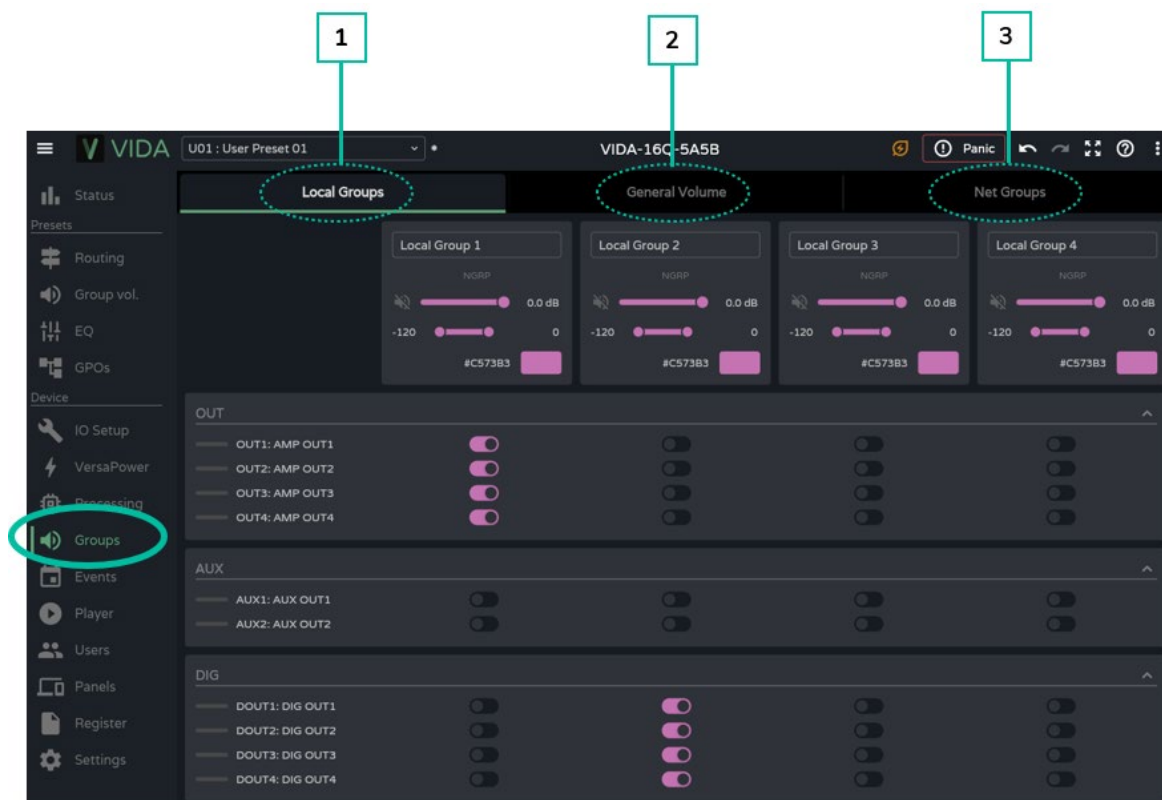 1 2 3
VIDA U01 : User Preset 01 VIDA-16Q-5A5B Panic
Local Groups General Volume Net Groups
Status
Presets
Routing
Group vol.
EQ
GPOs
Device
IO Setup
VersaPower
Processing
Groups
Events
Player
Users
Panels
Register
Settings
Local Group 1 Local Group 2 Local Group 3 Local Group 4
NGRP NGRP NGRP NGRP
0.0 dB 0.0 dB 0.0 dB 0.0 dB
-120 0 -120 0 -120 0 -120 0
#C573B3 #C573B3 #C573B3 #C573B3
OUT
OUT1: AMP OUT1
OUT2: AMP OUT2
OUT3: AMP OUT3
OUT4: AMP OUT4
AUX
AUX1: AUX OUT1
AUX2: AUX OUT2
DIG
DOUT1: DIG OUT1
DOUT2: DIG OUT2
DOUT3: DIG OUT3
DOUT4: DIG OUT4